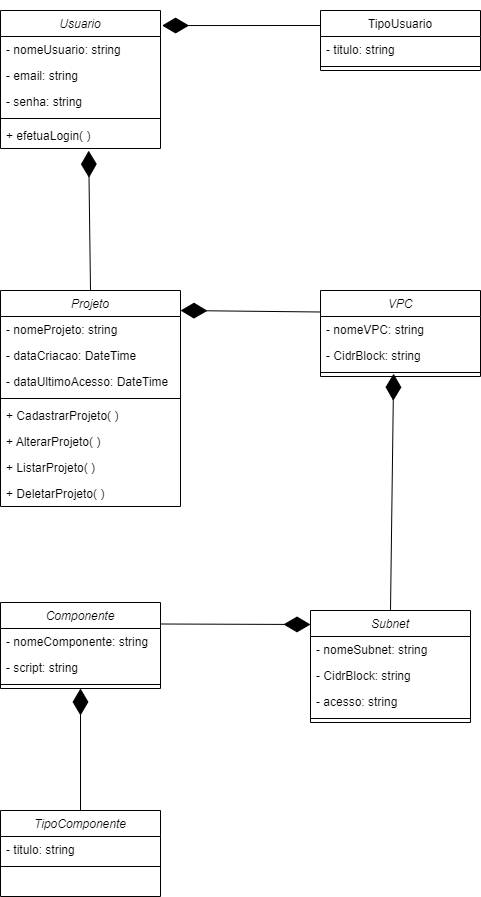 Usuario
- nomeUsuario: string
- email: string
- senha: string
+ efetuaLogin( )
TipoUsuario
- titulo: string
Projeto
- nomeProjeto: string
- dataCriacao: DateTime
- dataUltimoAcesso: DateTime
+ CadastrarProjeto( )
+ AlterarProjeto( )
+ ListarProjeto( )
+ DeletarProjeto( )
VPC
- nomeVPC: string
- CidrBlock: string
Componente
- nomeComponente: string
- script: string
Subnet
- nomeSubnet: string
- CidrBlock: string
- acesso: string
TipoComponente
- titulo: string